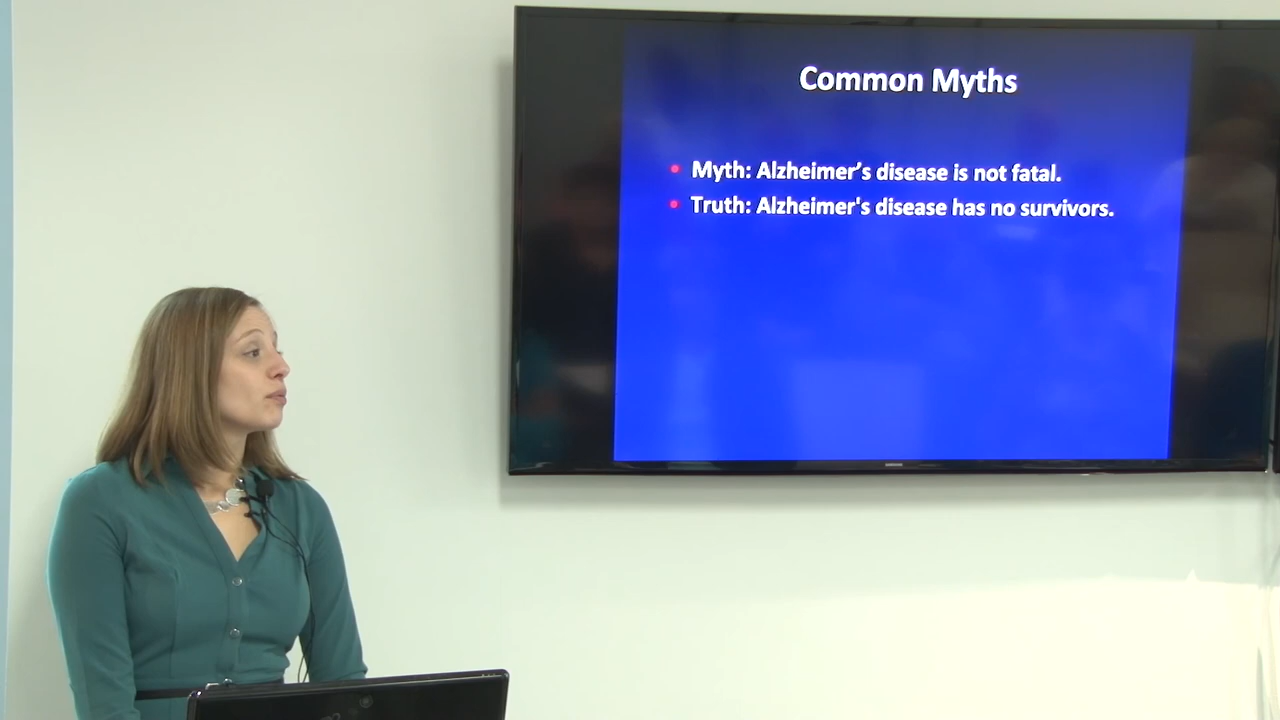 Common Myths
• Myth: Alzheimer’s disease is not fatal.
• Truth: Alzheimer's disease has no survivors.